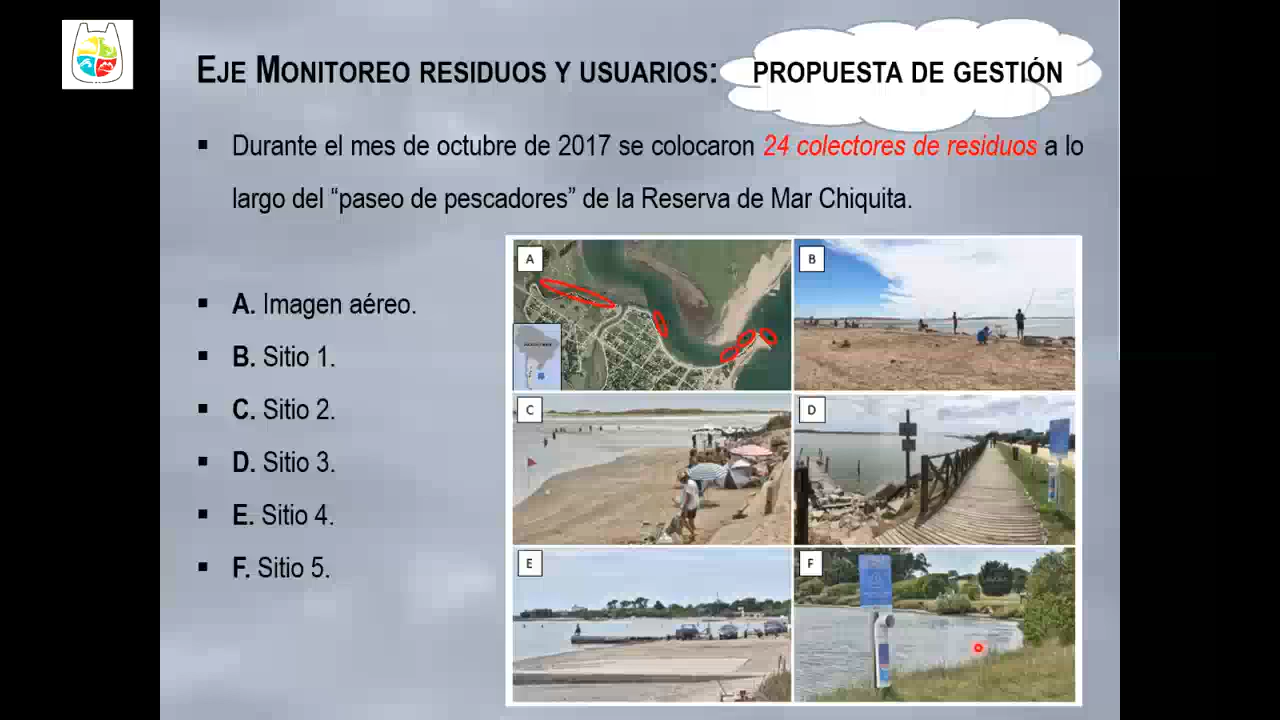 EJE MONITOREO RESIDUOS Y USUARIOS: PROPUESTA DE GESTIÓN
▪ Durante el mes de octubre de 2017 se colocaron 24 colectores de residuos a lo
largo del “paseo de pescadores” de la Reserva de Mar Chiquita.
▪ A. Imagen aéreo.
▪ B. Sitio 1.
▪ C. Sitio 2.
▪ D. Sitio 3.
▪ E. Sitio 4.
▪ F. Sitio 5.
A
B
C
D
E
F